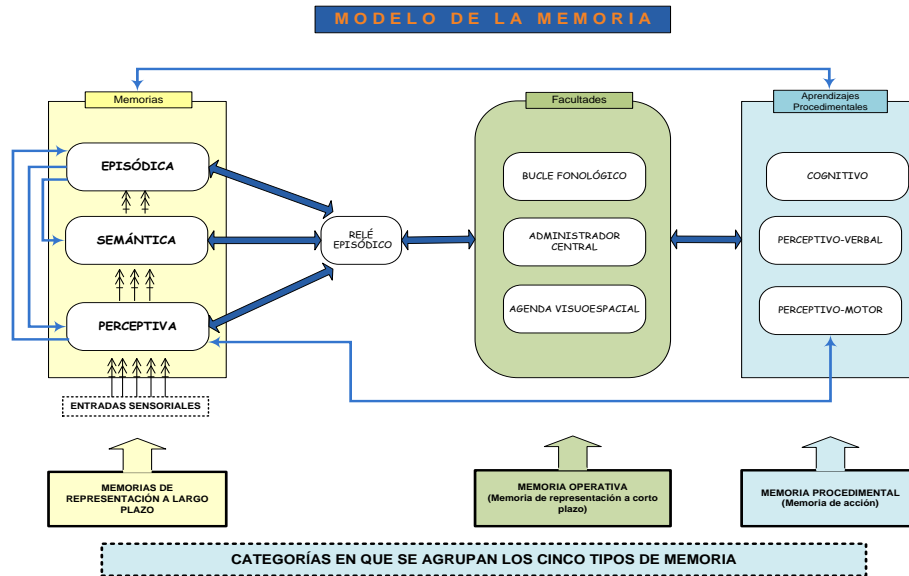 MODELO DE LA MEMORIA
Memorias
Facultades
Aprendizajes
Procedimentales
EPISÓDICA
SEMÁNTICA
PERCEPTIVA
ENTRADAS SENSORIALES
RELÉ
EPISÓDICO
BUCLE FONOLÓGICO
ADMINISTRADOR
CENTRAL
AGENDA VISUOESPACIAL
COGNITIVO
PERCEPTIVO-VERBAL
PERCEPTIVO-MOTOR
MEMORIAS DE
REPRESENTACIÓN A LARGO
PLAZO
MEMORIA OPERATIVA
(Memoria de representación a corto
plazo)
MEMORIA PROCEDIMENTAL
(Memoria de acción)
CATEGORÍAS EN QUE SE AGRUPAN LOS CINCO TIPOS DE MEMORIA